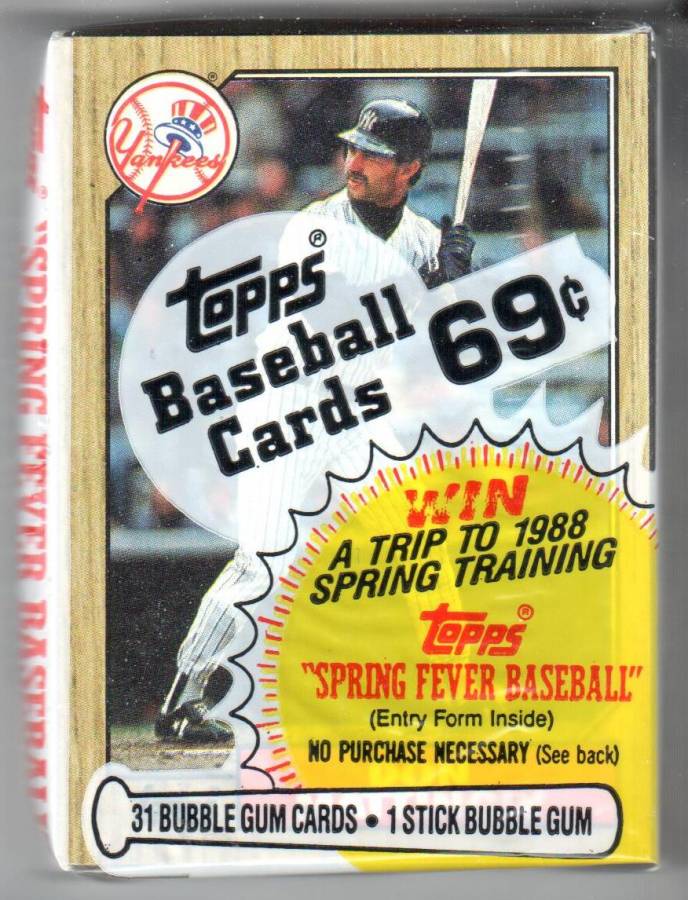 Yankees
®
NY
topps®
Baseball
Cards
69¢
WIN
A TRIP TO 1988
SPRING TRAINING
topps®
"SPRING FEVER BASEBALL"
(Entry Form Inside)
NO PURCHASE NECESSARY (See back)
31 BUBBLE GUM CARDS • 1 STICK BUBBLE GUM
"SPRING FEVER BASEBALL